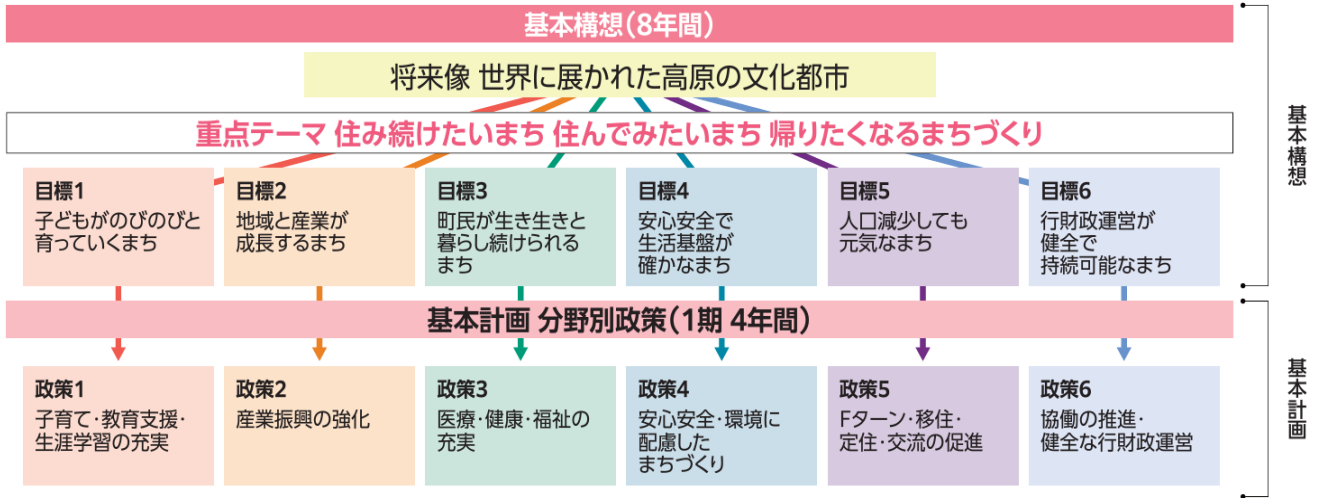 基本構想(8年間)
将来像 世界に展かれた高原の文化都市
重点テーマ 住み続けたいまち 住んでみたいまち 帰りたくなるまちづくり
目標1
子どもがのびのびと
育っていくまち
目標2
地域と産業が
成長するまち
目標3
町民が生き生きと
暮らし続けられる
まち
目標4
安心安全で
生活基盤が
確かなまち
目標5
人口減少しても
元気なまち
目標6
行財政運営が
健全で
持続可能なまち
基本構想
基本計画 分野別政策(1期 4年間)
政策1
子育て・教育支援・
生涯学習の充実
政策2
産業振興の強化
政策3
医療・健康・福祉の
充実
政策4
安心安全・環境に
配慮した
まちづくり
政策5
Fターン・移住・
定住・交流の促進
政策6
協働の推進・
健全な行財政運営
基本計画